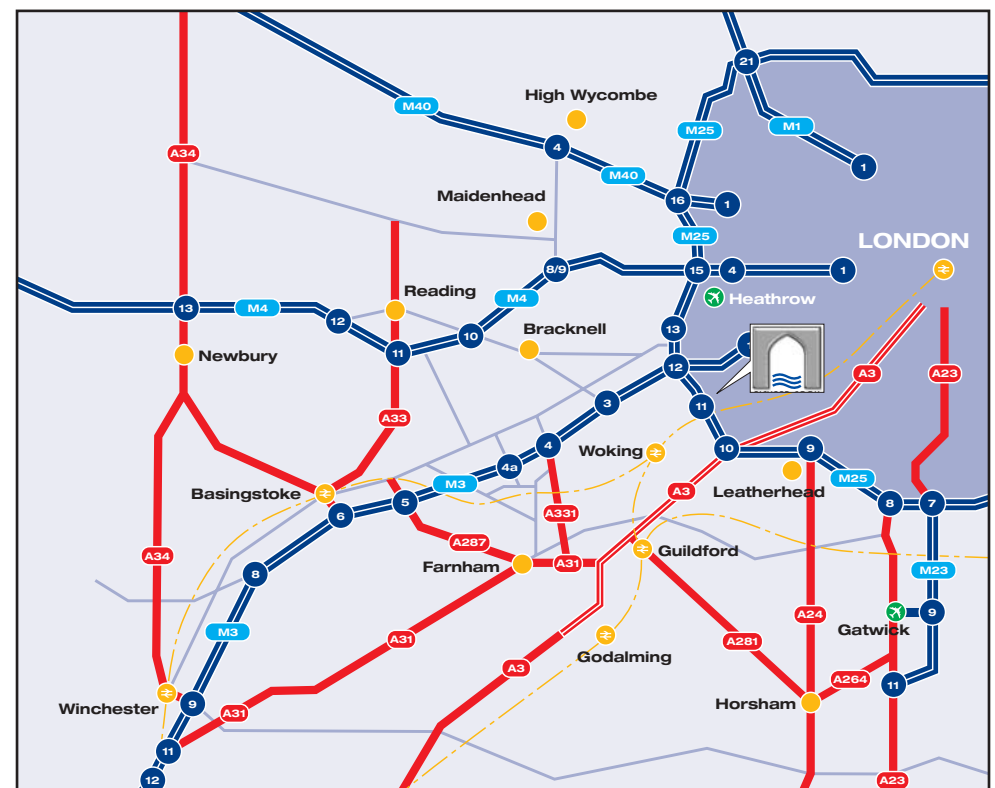 21
High Wycombe
M40
M25
M1
4
A34
1
M40
16
1
Maidenhead
M25
LONDON
8/9
15
4
1
Reading
M4
Heathrow
13
M4
12
10
Bracknell
13
11
Newbury
12
A3
A23
3
11
A33
4
Woking
10
9
4a
Leatherhead
M25
M3
A3
Basingstoke
5
8
7
6
A331
A287
Guildford
A34
Farnham
A31
M23
8
A24
9
M3
Gatwick
A31
A281
Godalming
A3
A264
11
Winchester
9
A31
Horsham
11
12
A23